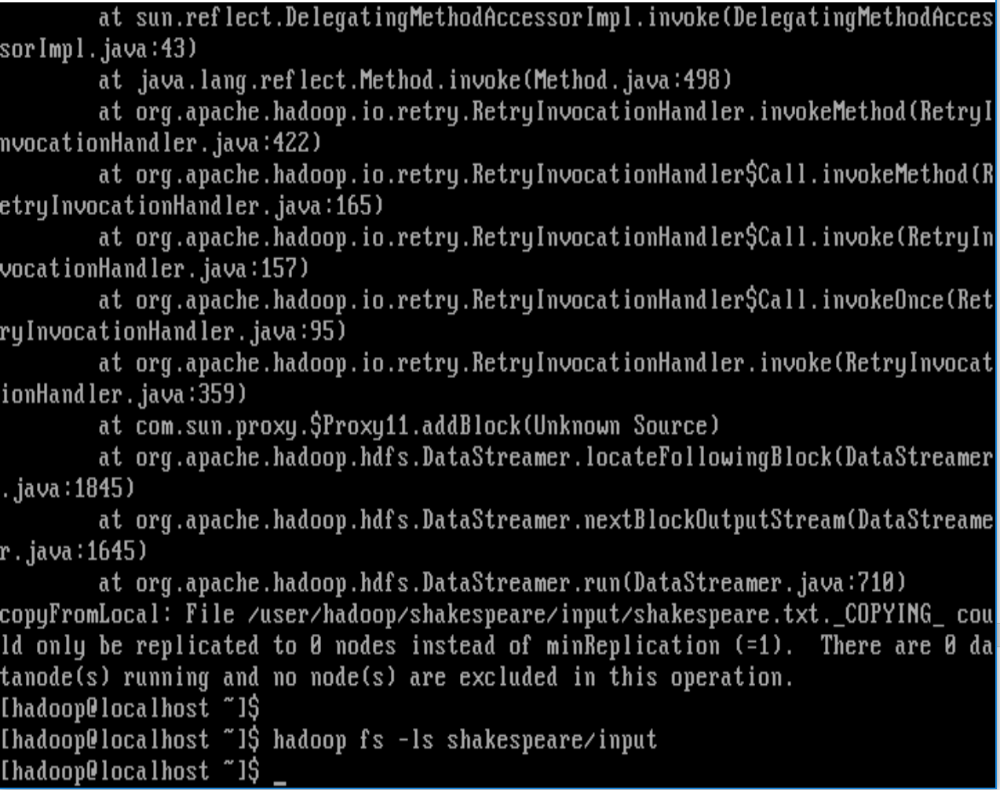 at sun.reflect.DelegatingMethodAccessorImpl.invoke(DelegatingMethodAcces
sorImpl.java:43)
at java.lang.reflect.Method.invoke(Method.java:498)
at org.apache.hadoop.io.retry.RetryInvocationHandler.invokeMethod(RetryI
nvocationHandler.java:422)
at org.apache.hadoop.io.retry.RetryInvocationHandler$Call.invokeMethod(R
etryInvocationHandler.java:165)
at org.apache.hadoop.io.retry.RetryInvocationHandler$Call.invoke(RetryIn
vocationHandler.java:157)
at org.apache.hadoop.io.retry.RetryInvocationHandler$Call.invokeOnce(Ret
ryInvocationHandler.java:95)
at org.apache.hadoop.io.retry.RetryInvocationHandler.invoke(RetryInvocat
ionHandler.java:359)
at com.sun.proxy.$Proxy11.addBlock(Unknown Source)
at org.apache.hadoop.hdfs.DataStreamer.locateFollowingBlock(DataStreamer
.java:1845)
at org.apache.hadoop.hdfs.DataStreamer.nextBlockOutputStream(DataStreame
r.java:1645)
at org.apache.hadoop.hdfs.DataStreamer.run(DataStreamer.java:710)
copyFromLocal: File /user/hadoop/shakespeare/input/shakespeare.txt._COPYING_ cou
ld only be replicated to 0 nodes instead of minReplication (=1).  There are 0 da
tanode(s) running and no node(s) are excluded in this operation.
[hadoop@localhost ~]$
[hadoop@localhost ~]$ hadoop fs -ls shakespeare/input
[hadoop@localhost ~]$ _